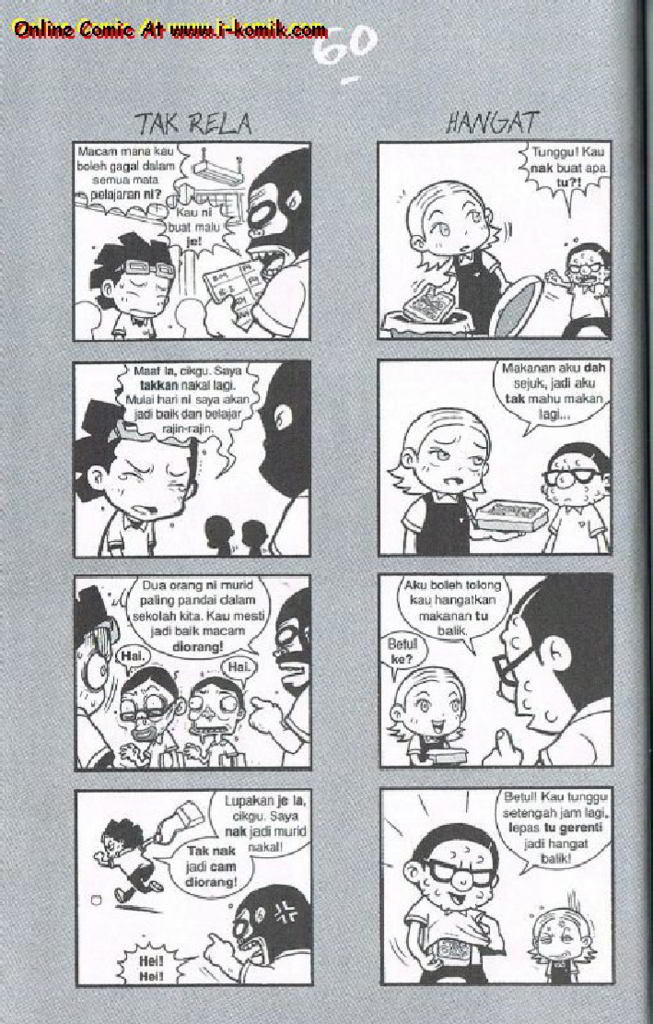 Online Comic At www.i-komik.com
60
TAK RELA
Macam mana kau
boleh gagal dalam
semua mata
pelajaran ni?
Kau ni
buat malu
je!
Maaf la, cikgu. Saya
takkan nakal lagi.
Mulai hari ni saya akan
jadi baik dan belajar
rajin-rajin.
Dua orang ni murid
paling pandai dalam
sekolah kita. Kau mesti
jadi baik macam
diorang!
Hai.
Hai.
Lupakan je la,
cikgu. Saya
nak jadi murid
nakal!
Tak nak
jadi cam
diorang!
Hei!
Hei!
HANGAT
Tunggu! Kau
nak buat apa
tu?!
Makanan aku dah
sejuk, jadi aku
tak mahu makan
lagi...
Aku boleh tolong
kau hangatkan
makanan tu
balik.
Betul
ke?
Betul! Kau tunggu
setengah jam lagi,
lepas tu gerenti
jadi hangat
balik!